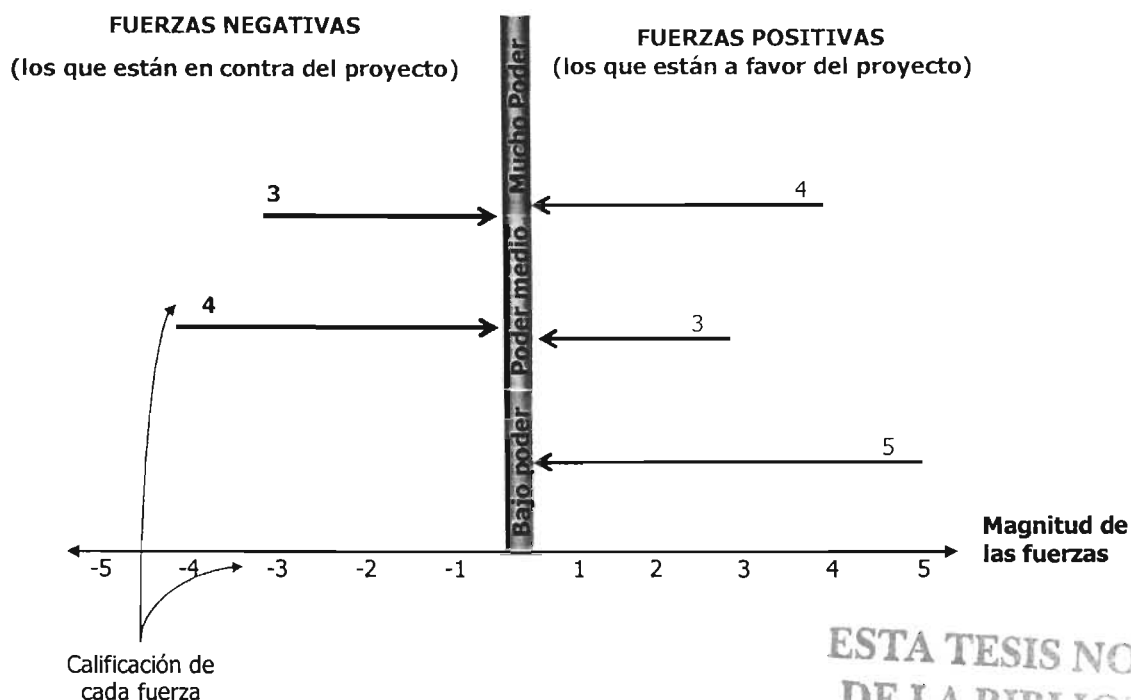 FUERZAS NEGATIVAS
(los que están en contra del proyecto)
FUERZAS POSITIVAS
(los que están a favor del proyecto)
Mucho Poder
Poder medio
Bajo poder
3
4
4
3
5
Magnitud de
las fuerzas
-5 -4 -3 -2 -1 1 2 3 4 5
Calificación de
cada fuerza
ESTA TESIS NO
DE LA